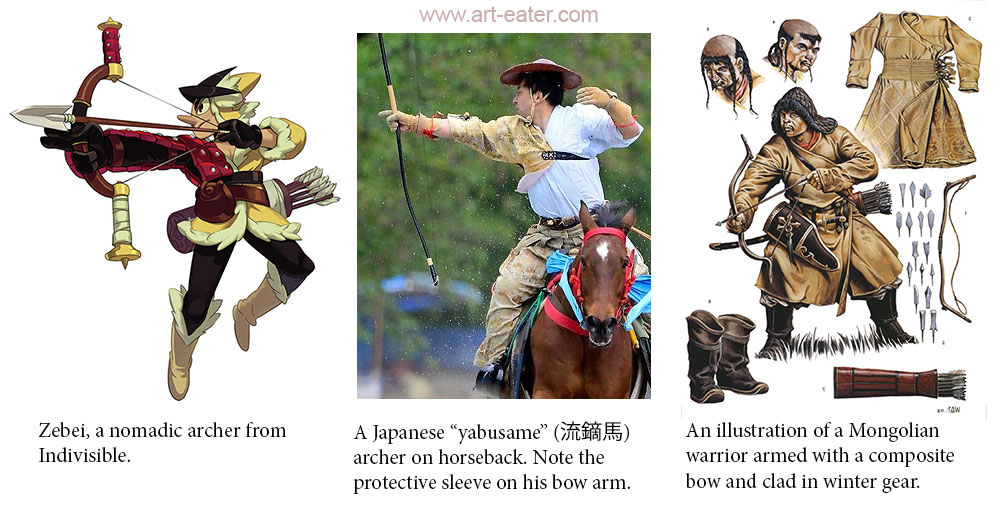 www.art-eater.com
Zebei, a nomadic archer from
Indivisible.
A Japanese “yabusame” (流鏑馬)
archer on horseback. Note the
protective sleeve on his bow arm.
An illustration of a Mongolian
warrior armed with a composite
bow and clad in winter gear.